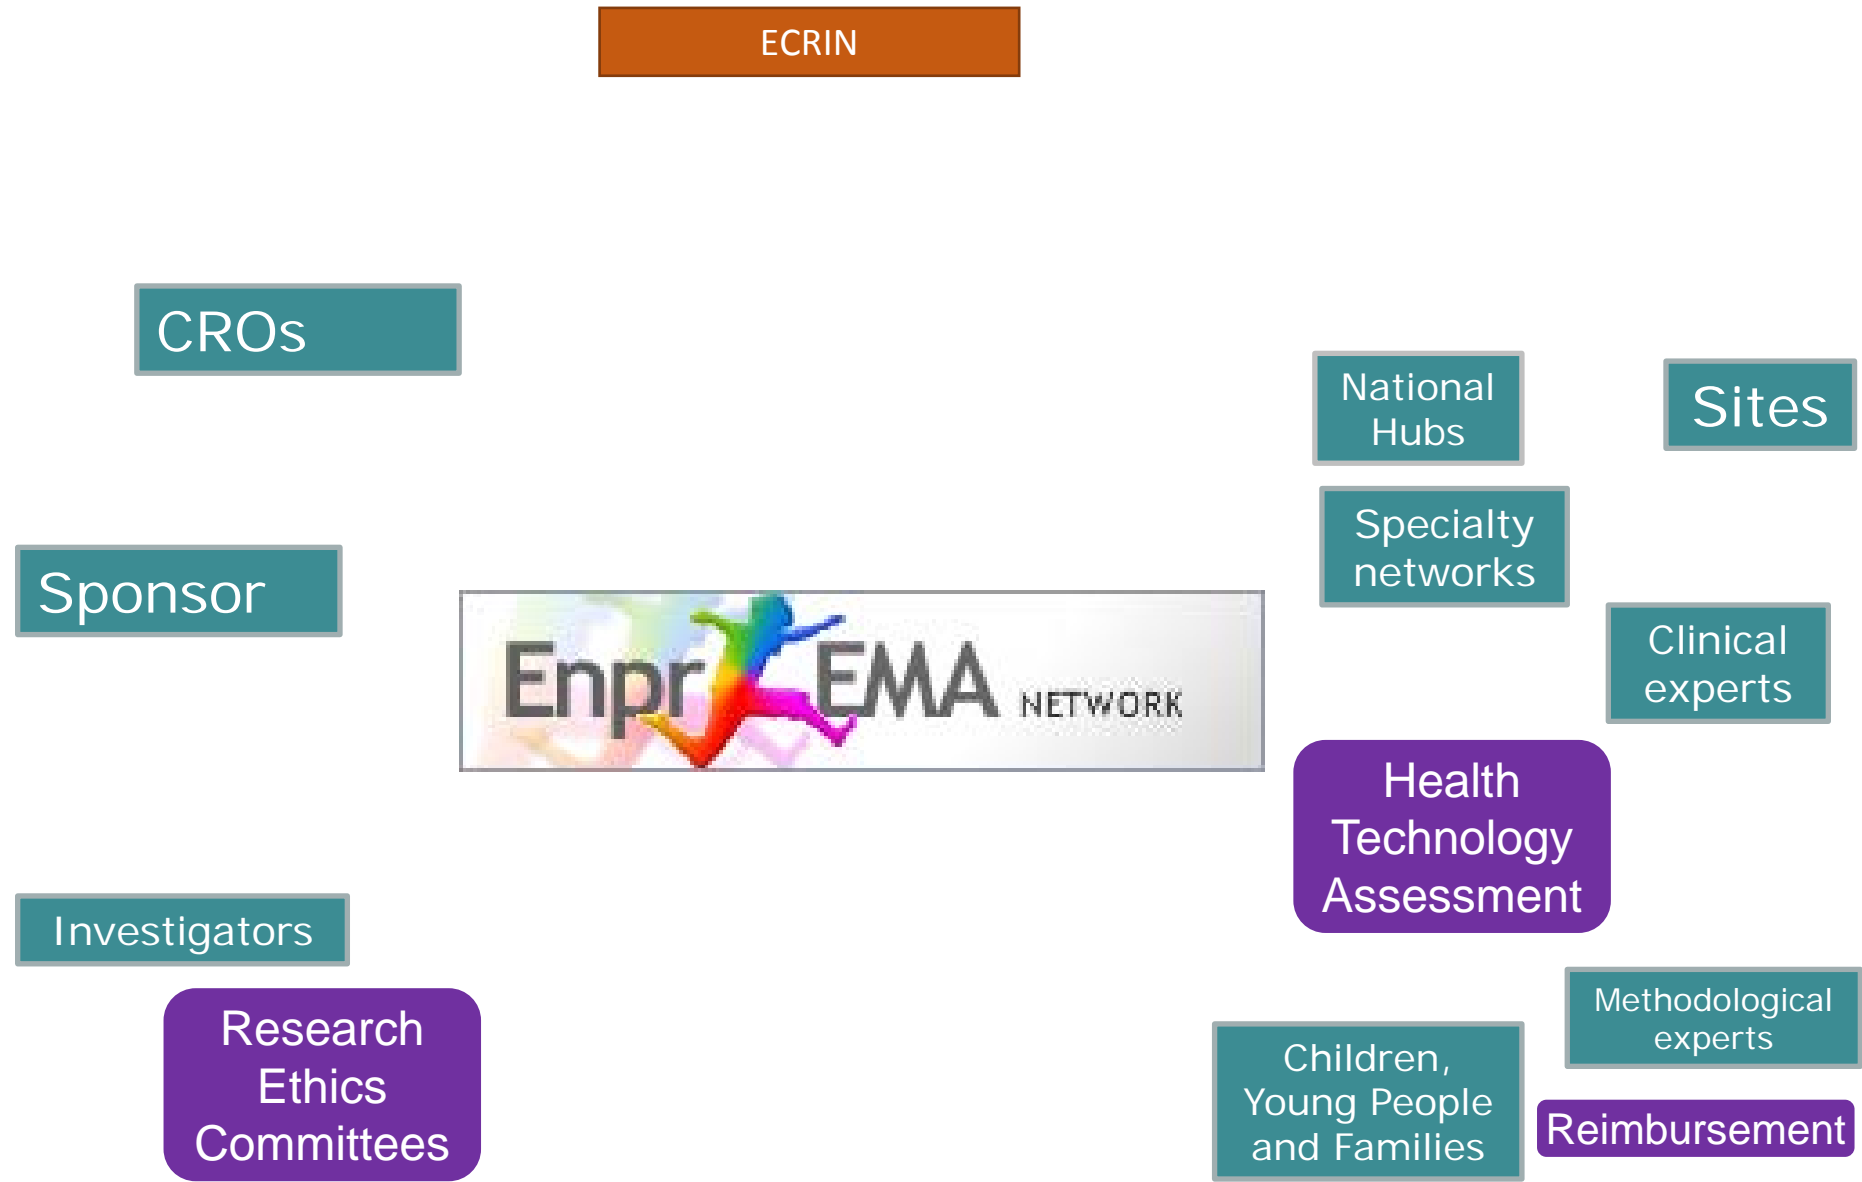 ECRIN
CROs
National
Hubs
Sites
Specialty
networks
Sponsor
Clinical
experts
Enpr EMA NETWORK
Health
Technology
Assessment
Investigators
Research
Ethics
Committees
Methodological
experts
Children,
Young People
and Families
Reimbursement